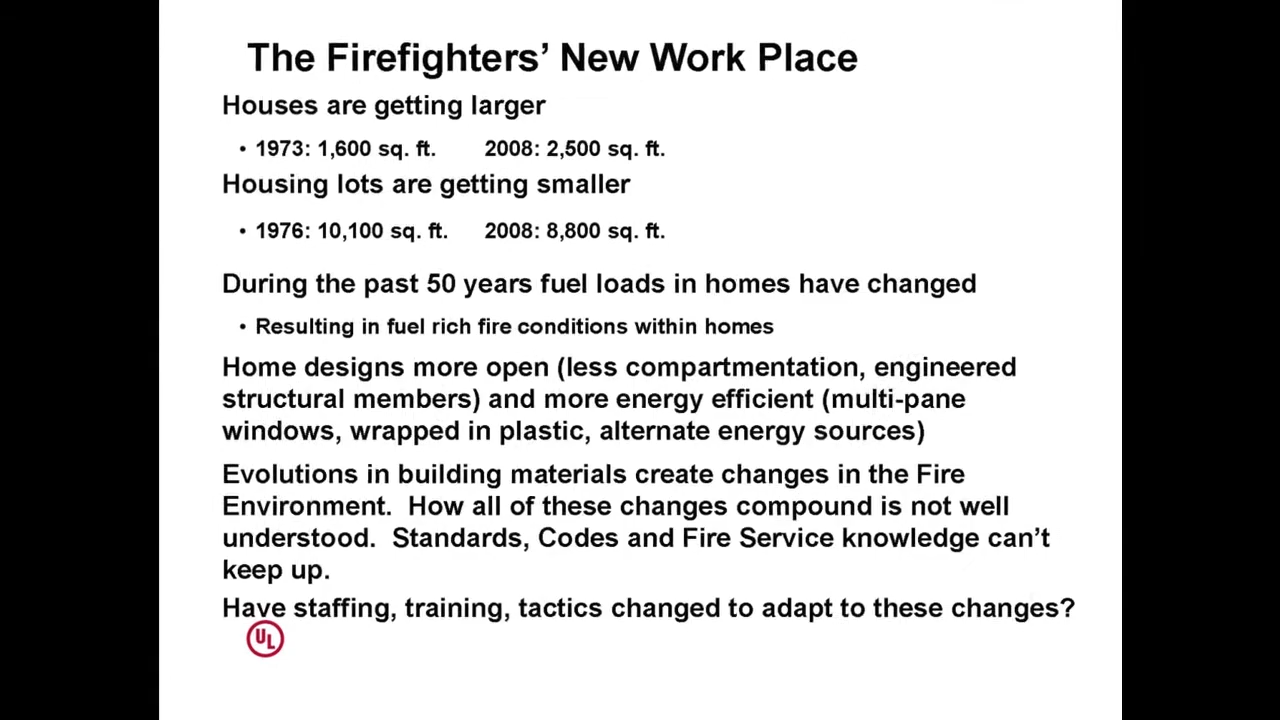 The Firefighters’ New Work Place
Houses are getting larger
• 1973: 1,600 sq. ft. 2008: 2,500 sq. ft.
Housing lots are getting smaller
• 1976: 10,100 sq. ft. 2008: 8,800 sq. ft.
During the past 50 years fuel loads in homes have changed
• Resulting in fuel rich fire conditions within homes
Home designs more open (less compartmentation, engineered
structural members) and more energy efficient (multi-pane
windows, wrapped in plastic, alternate energy sources)
Evolutions in building materials create changes in the Fire
Environment. How all of these changes compound is not well
understood. Standards, Codes and Fire Service knowledge can’t
keep up.
Have staffing, training, tactics changed to adapt to these changes?
UL